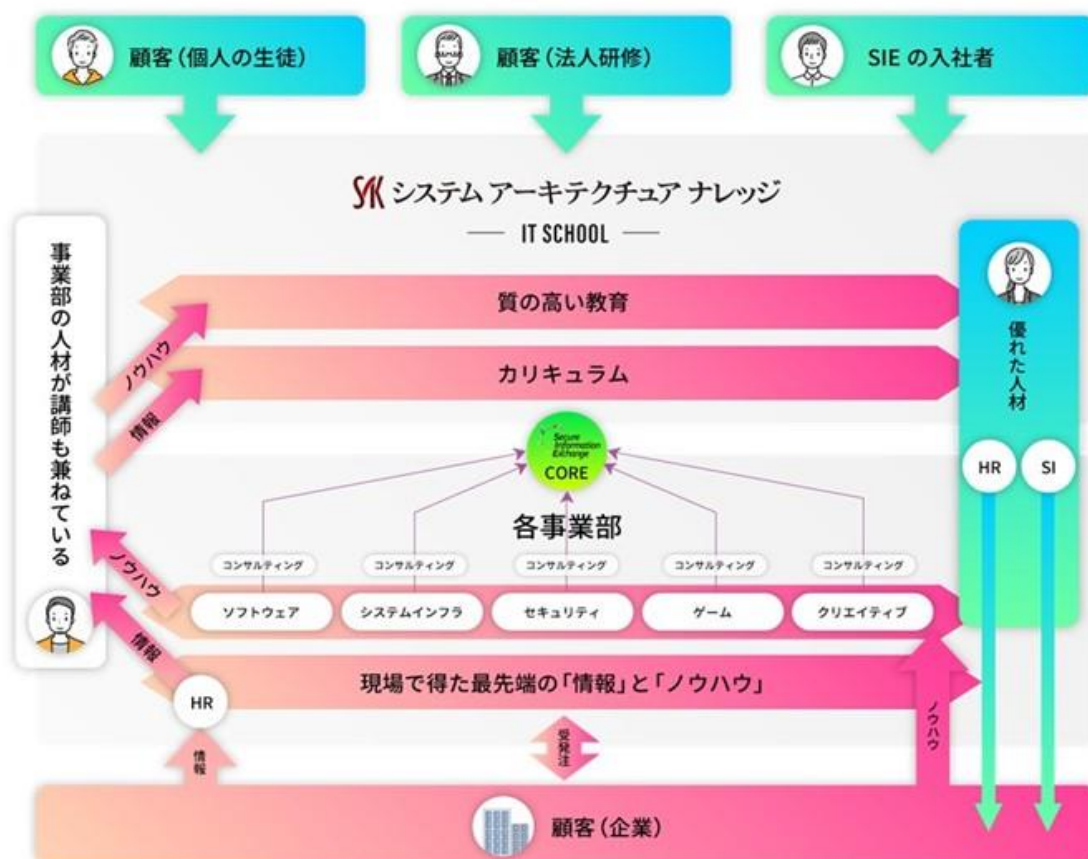 顧客（個人の生徒）
顧客（法人研修）
SIE の入社者
SAK システム アーキテクチュア ナレッジ
IT SCHOOL
事業部の人材が講師も兼ねている
ノウハウ
情報
質の高い教育
カリキュラム
優れた人材
HR
SI
Secure
Information
Exchange
CORE
各事業部
コンサルティング
コンサルティング
コンサルティング
コンサルティング
コンサルティング
ソフトウェア
システムインフラ
セキュリティ
ゲーム
クリエイティブ
ノウハウ
情報
現場で得た最先端の「情報」と「ノウハウ」
HR
情報
受発注
ノウハウ
顧客（企業）